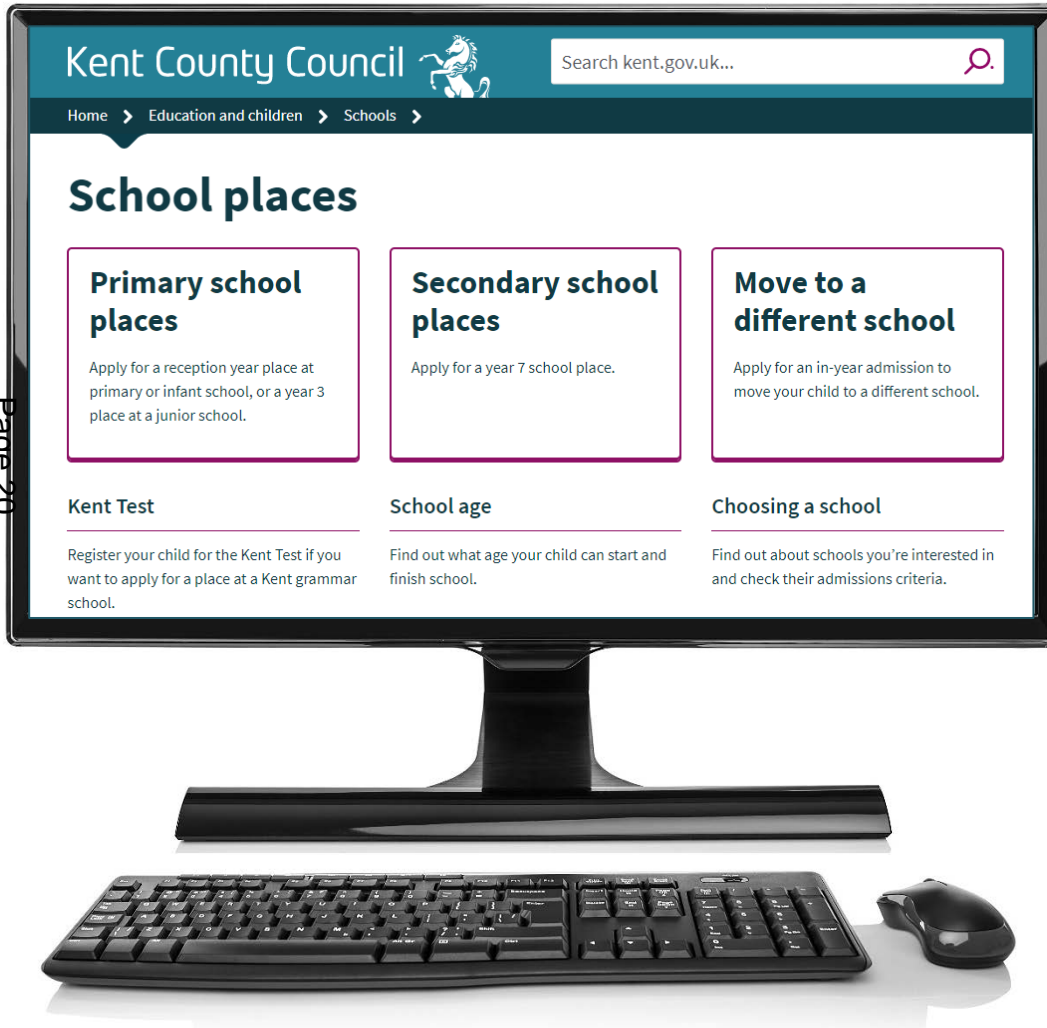 Kent County Council
Search kent.gov.uk...
Home
Education and children
Schools
School places
Primary school
places
Apply for a reception year place at
primary or infant school, or a year 3
place at a junior school.
Secondary school
places
Apply for a year 7 school place.
Move to a
different school
Apply for an in-year admission to
move your child to a different school.
Kent Test
Register your child for the Kent Test if you
want to apply for a place at a Kent grammar
school.
School age
Find out what age your child can start and
finish school.
Choosing a school
Find out about schools you're interested in
and check their admissions criteria.
Page 20